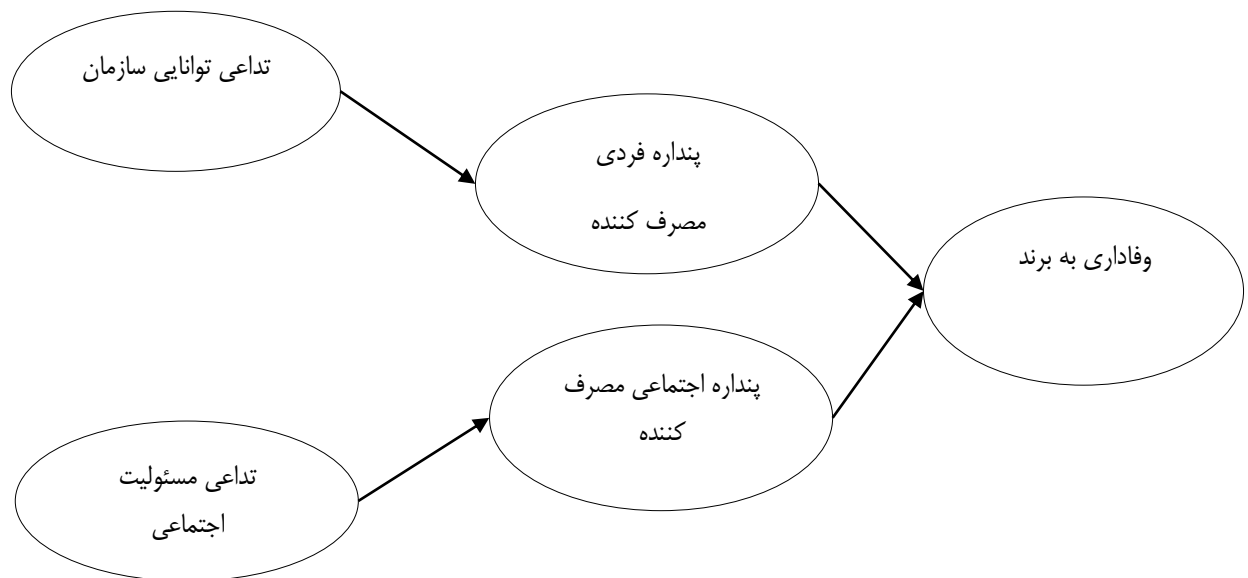 تداعی توانایی سازمان
پنداره فردی
مصرف کننده
وفاداری به برند
پنداره اجتماعی مصرف
کننده
تداعی مسئولیت
اجتماعی